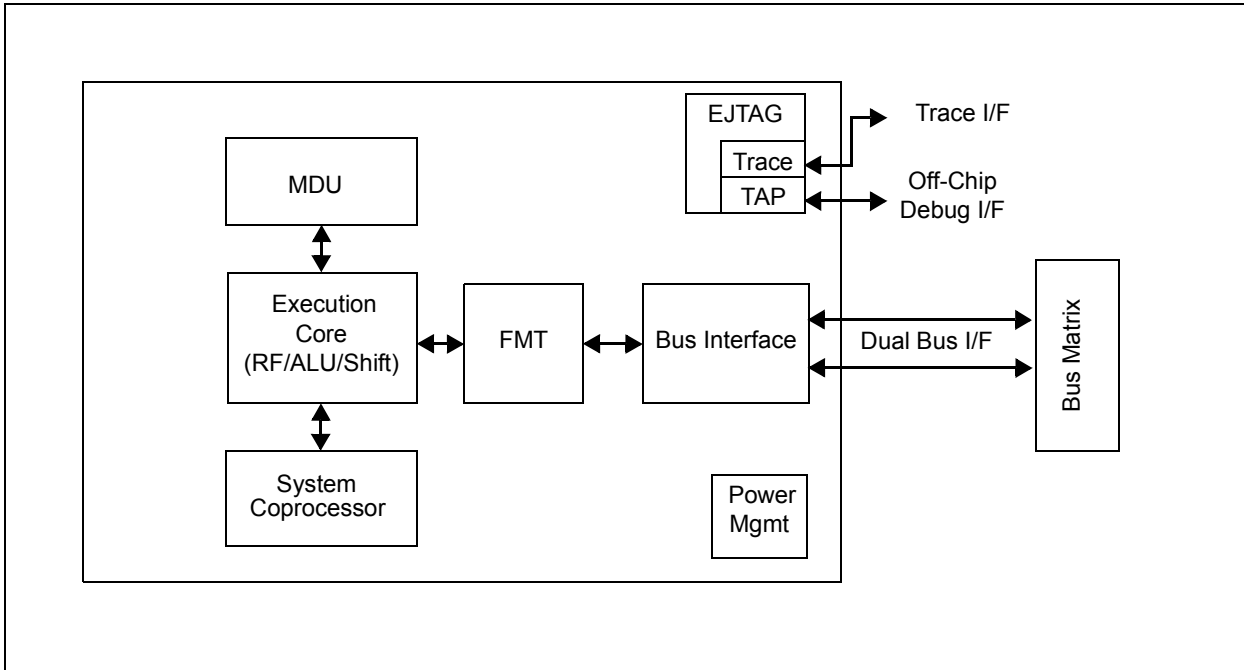 EJTAG
Trace
TAP
Trace I/F
Off-Chip
Debug I/F
MDU
Execution
Core
(RF/ALU/Shift)
FMT
Bus Interface
Dual Bus I/F
Bus Matrix
System
Coprocessor
Power
Mgmt